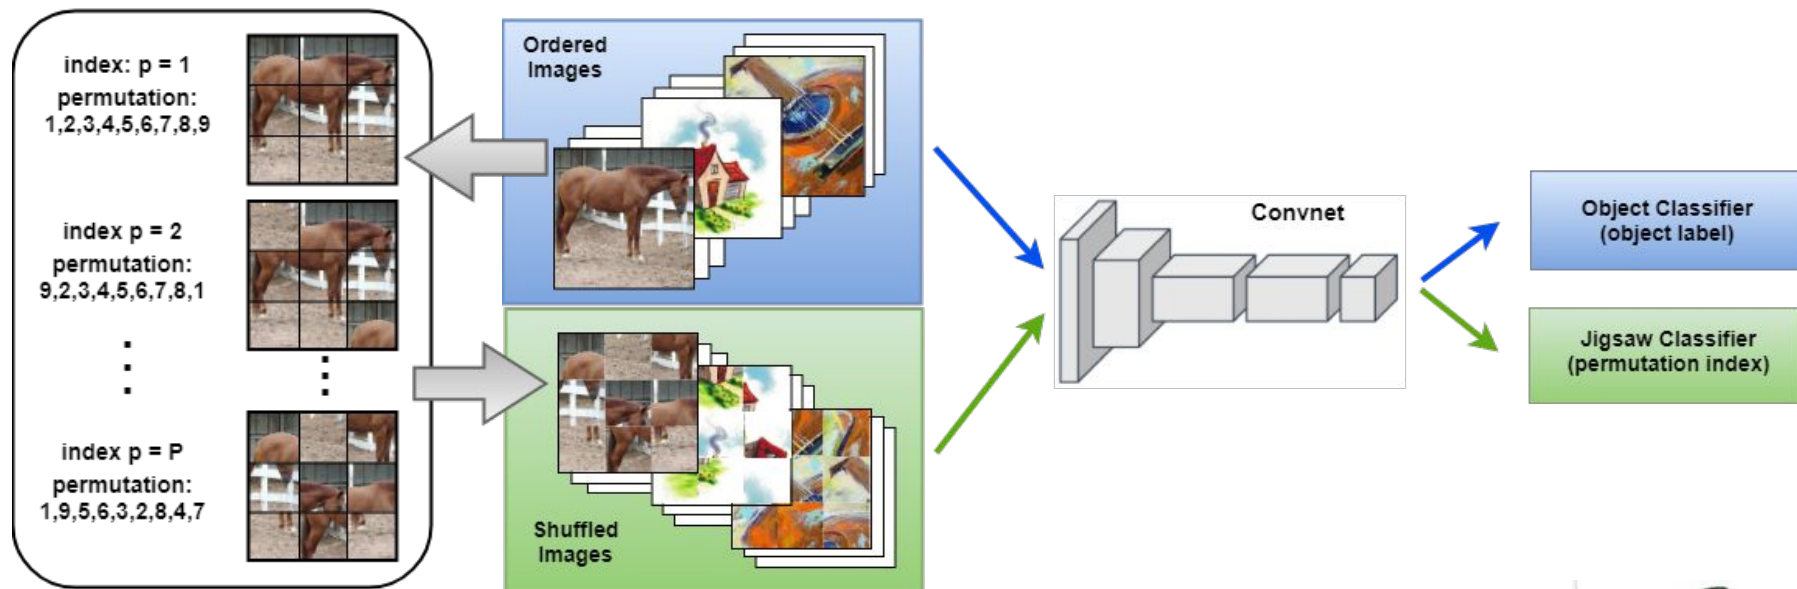 index: p = 1
permutation:
1,2,3,4,5,6,7,8,9
index p = 2
permutation:
9,2,3,4,5,6,7,8,1
index p = P
permutation:
1,9,5,6,3,2,8,4,7
Ordered
Images
Shuffled
Images
Convnet
Object Classifier
(object label)
Jigsaw Classifier
(permutation index)